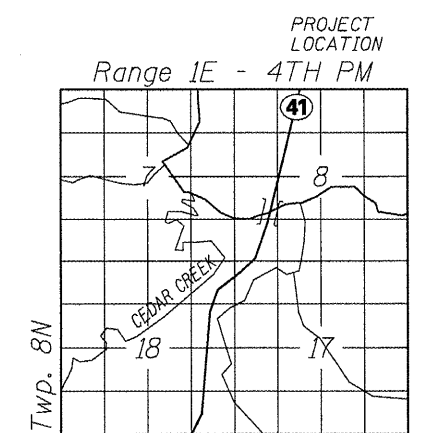 PROJECT
LOCATION
Range 1E - 4TH PM
41
7
8
CEDAR CREEK
18
17
Twp. 8N